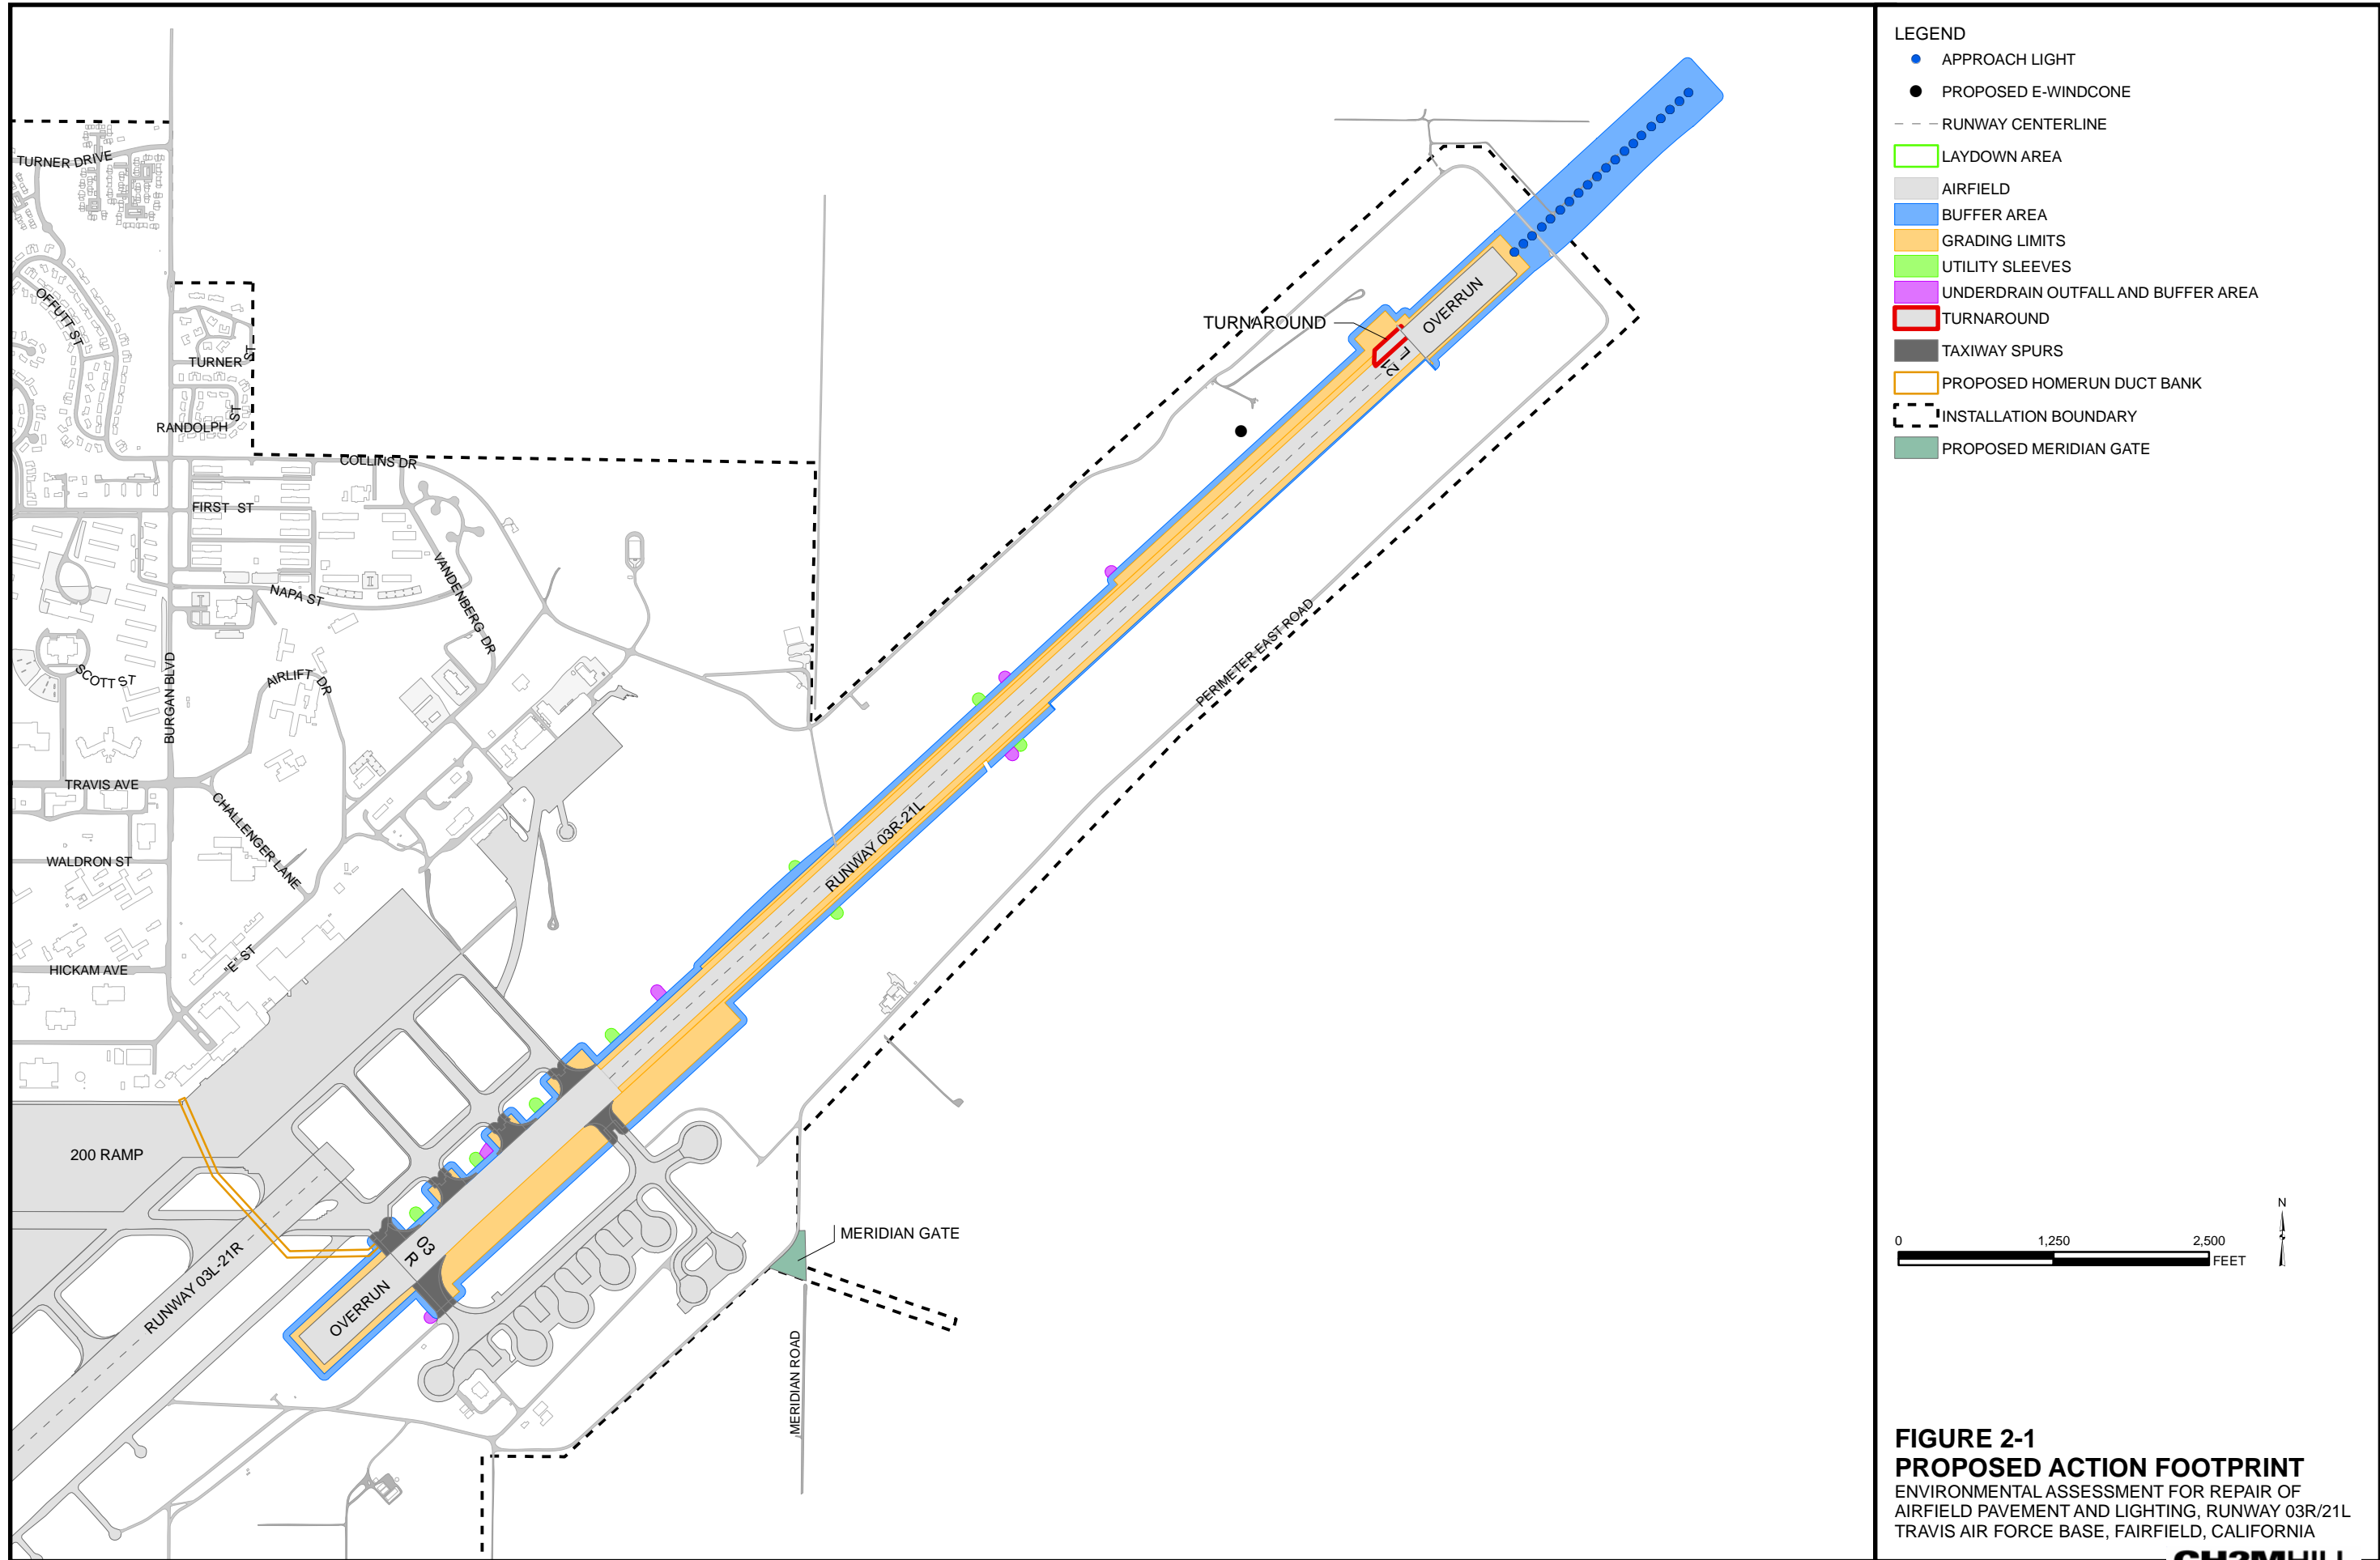 TURNER DRIVE
OFFUTT ST
TURNER ST
RANDOLPH ST
COLLINS DR
FIRST ST
NAPA ST
VANDENBERG DR
SCOTT ST
BURGAN BLVD
AIRLIFT DR
TRAVIS AVE
CHALLENGER LANE
WALDRON ST
HICKAM AVE
"E" ST
200 RAMP
RUNWAY 03L-21R
OVERRUN
03 R
RUNWAY 03R-21L
PERIMETER EAST ROAD
TURNAROUND
21 L
OVERRUN
MERIDIAN GATE
MERIDIAN ROAD
LEGEND
APPROACH LIGHT
PROPOSED E-WINDCONE
RUNWAY CENTERLINE
LAYDOWN AREA
AIRFIELD
BUFFER AREA
GRADING LIMITS
UTILITY SLEEVES
UNDERDRAIN OUTFALL AND BUFFER AREA
TURNAROUND
TAXIWAY SPURS
PROPOSED HOMERUN DUCT BANK
INSTALLATION BOUNDARY
PROPOSED MERIDIAN GATE
N
0 1,250 2,500
FEET
FIGURE 2-1
PROPOSED ACTION FOOTPRINT
ENVIRONMENTAL ASSESSMENT FOR REPAIR OF
AIRFIELD PAVEMENT AND LIGHTING, RUNWAY 03R/21L
TRAVIS AIR FORCE BASE, FAIRFIELD, CALIFORNIA
CH2MHILL